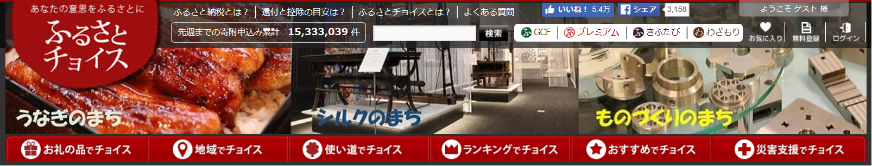 あなたの意思をふるさとに
ふるさと
チョイス
ふるさと納税とは?
還付と控除の目安は?
ふるさとチョイスとは?
よくある質問
いいね! 5.4万
シェア 3,158
ようこそ ゲスト 様
先週までの寄附申込み累計 15,333,039 件
検索
GCF
プレミアム
きふたび
わざもり
お気に入り
無料登録
ログイン
うなぎのまち
シルクのまち
ものづくりのまち
お礼の品でチョイス
地域でチョイス
使い道でチョイス
ランキングでチョイス
おすすめでチョイス
災害支援でチョイス